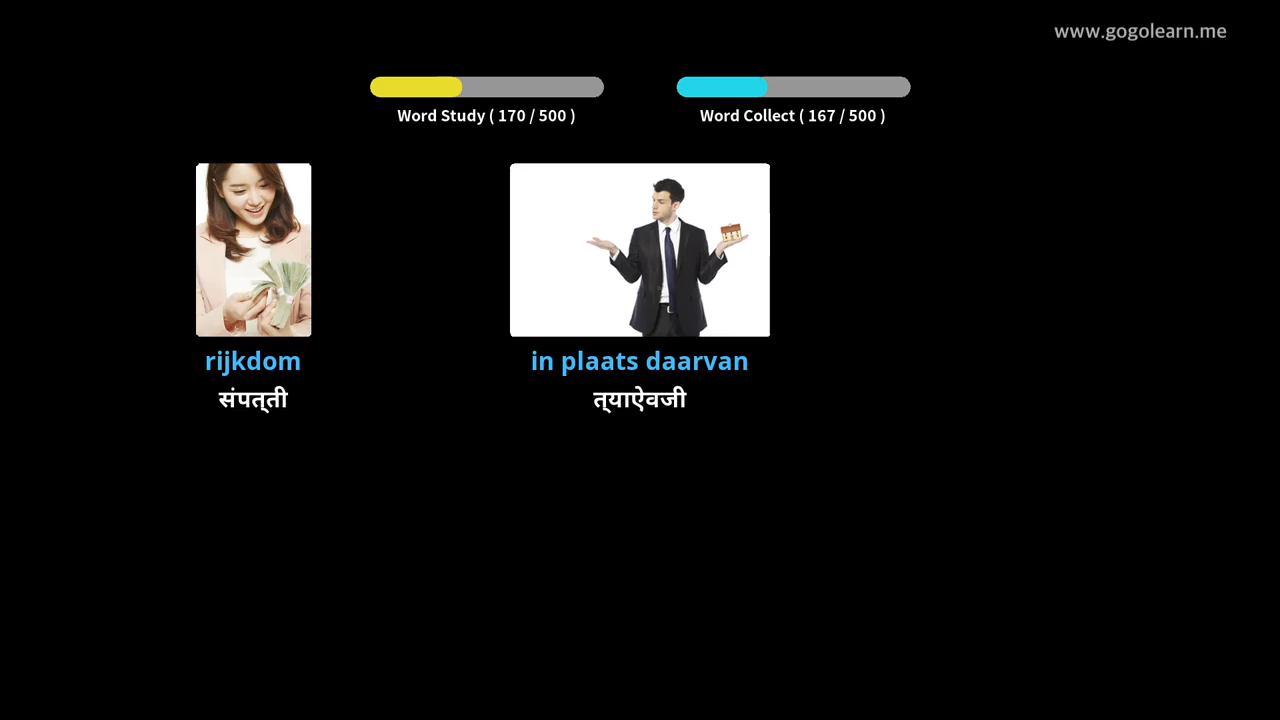 www.gogolearn.me
Word Study ( 170 / 500 )
Word Collect ( 167 / 500 )
rijkdom
संपत्ती
in plaats daarvan
त्याऐवजी